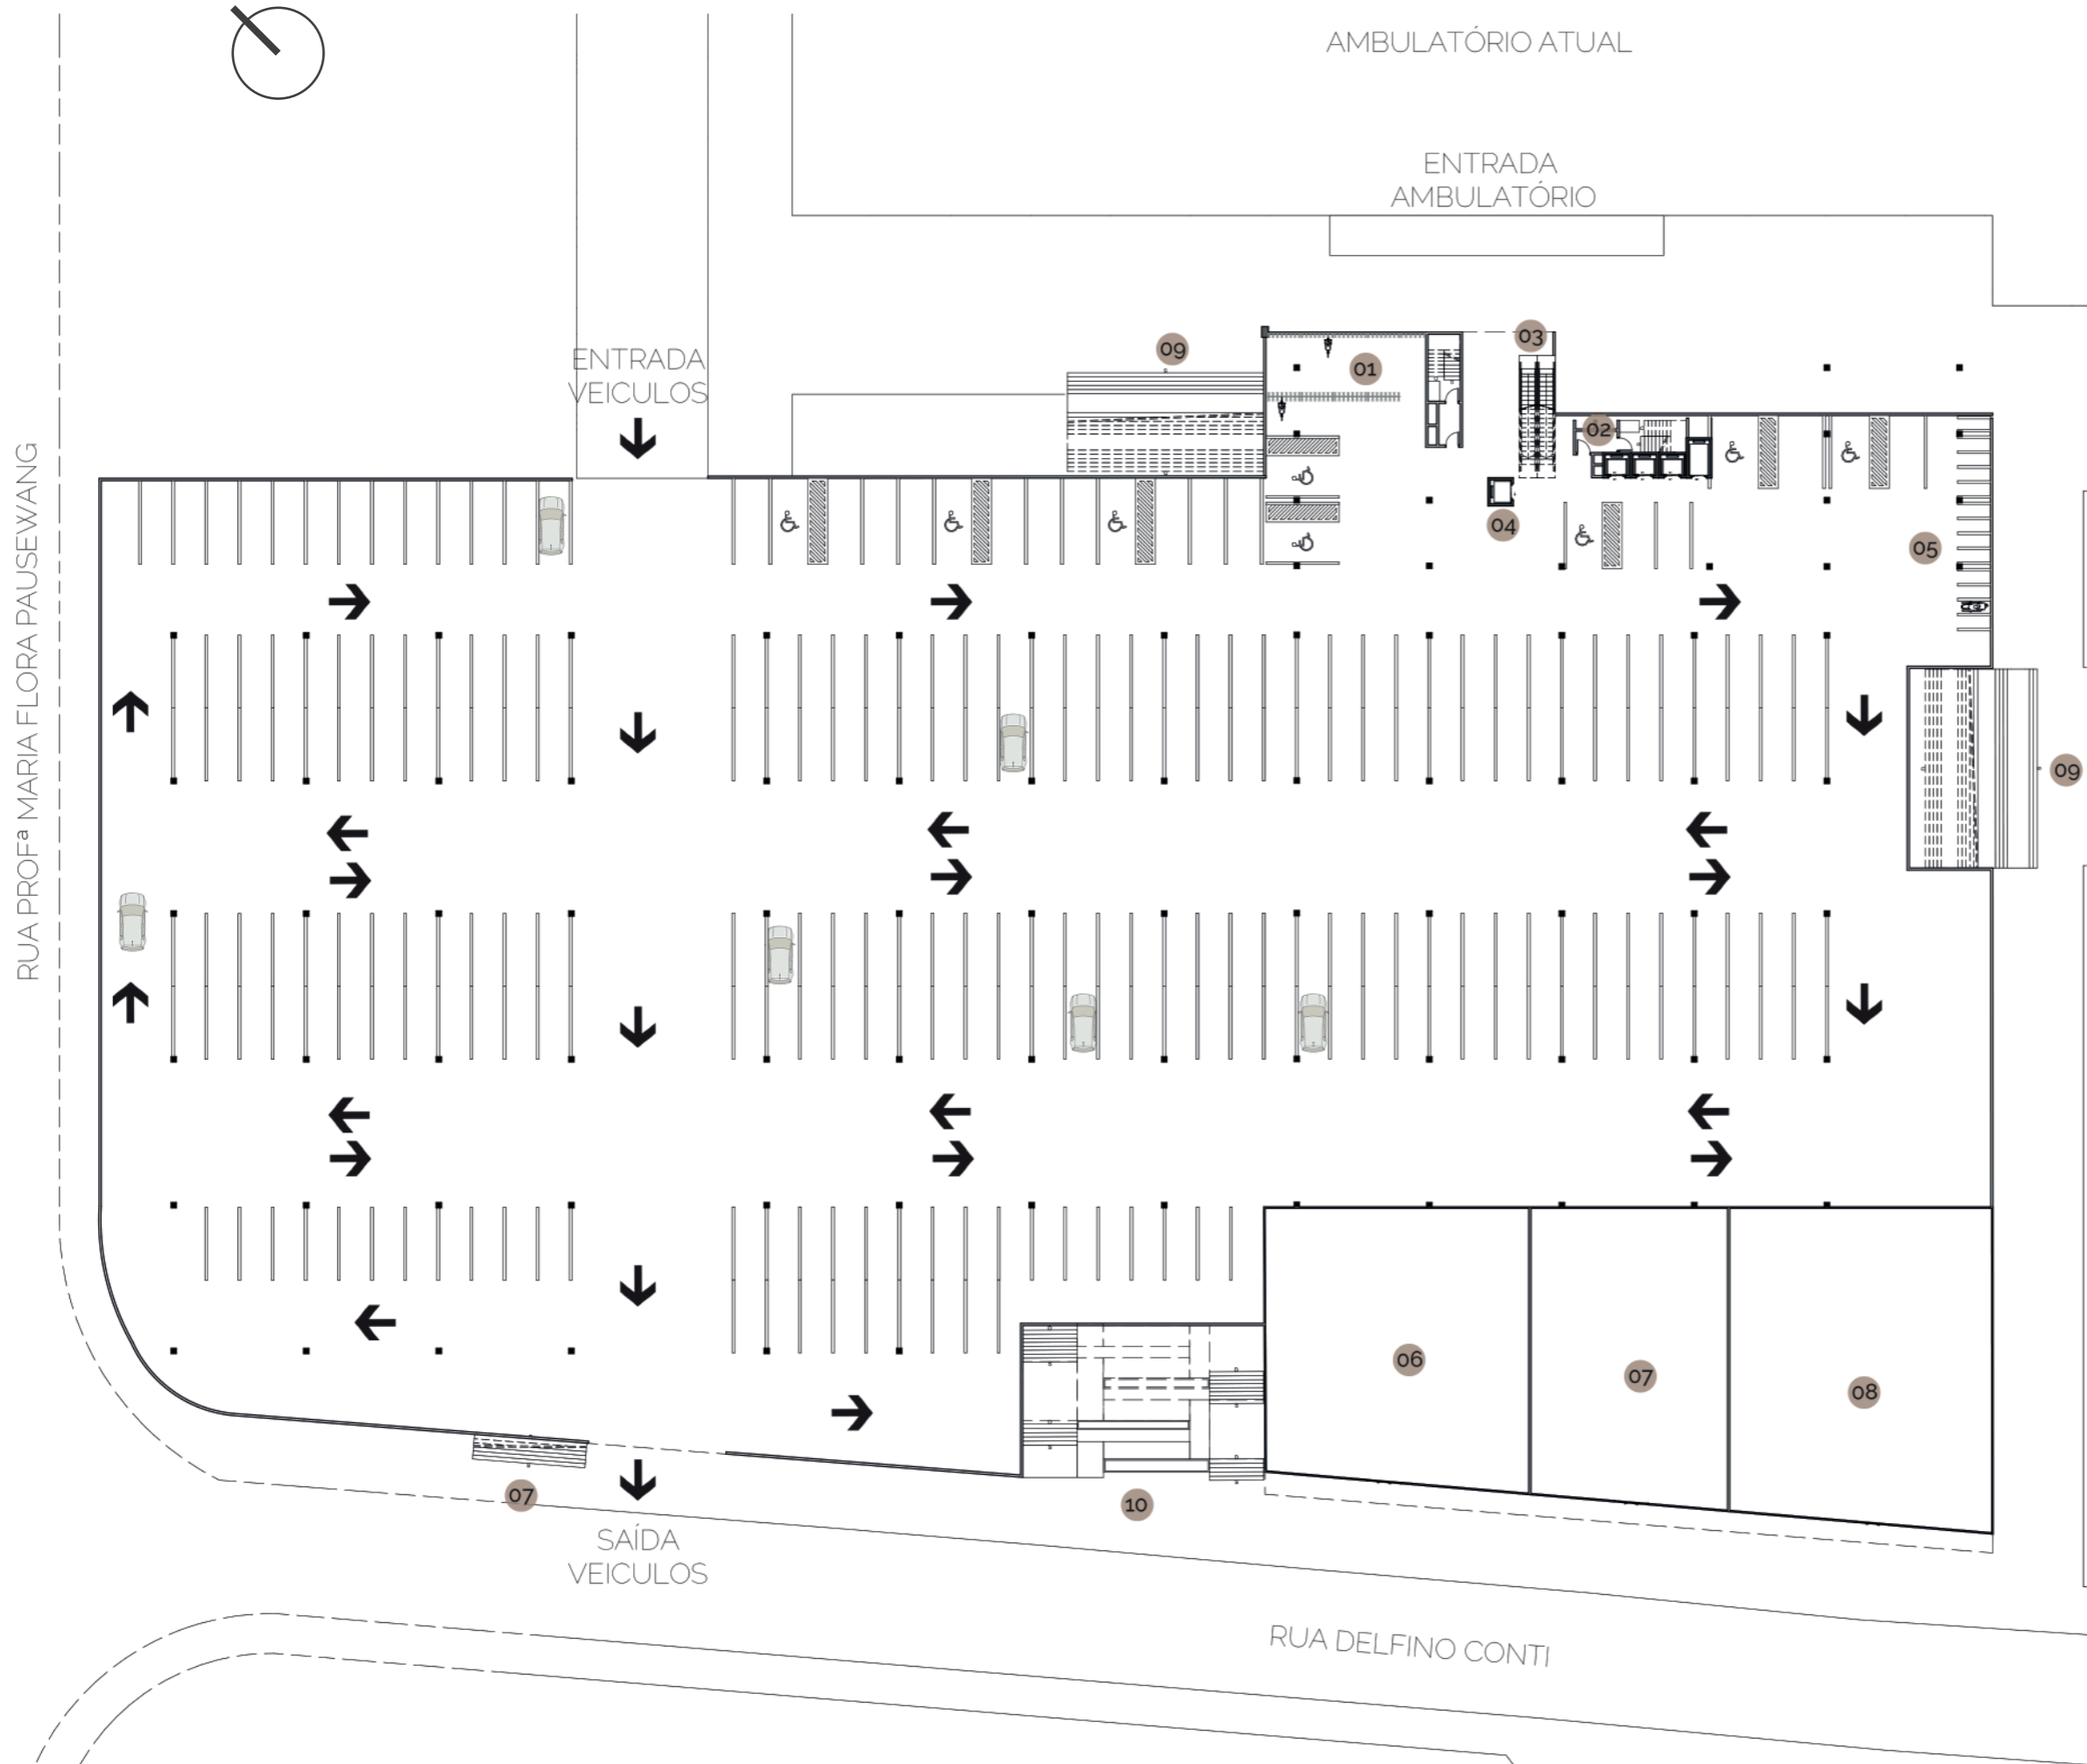 AMBULATÓRIO ATUAL
ENTRADA
AMBULATÓRIO
03
09
ENTRADA
VEICULOS
01
02
04
05
RUA PROFª MARIA FLORA PAUSEWANG
09
06
07
08
07
10
SAÍDA
VEICULOS
RUA DELFINO CONTI